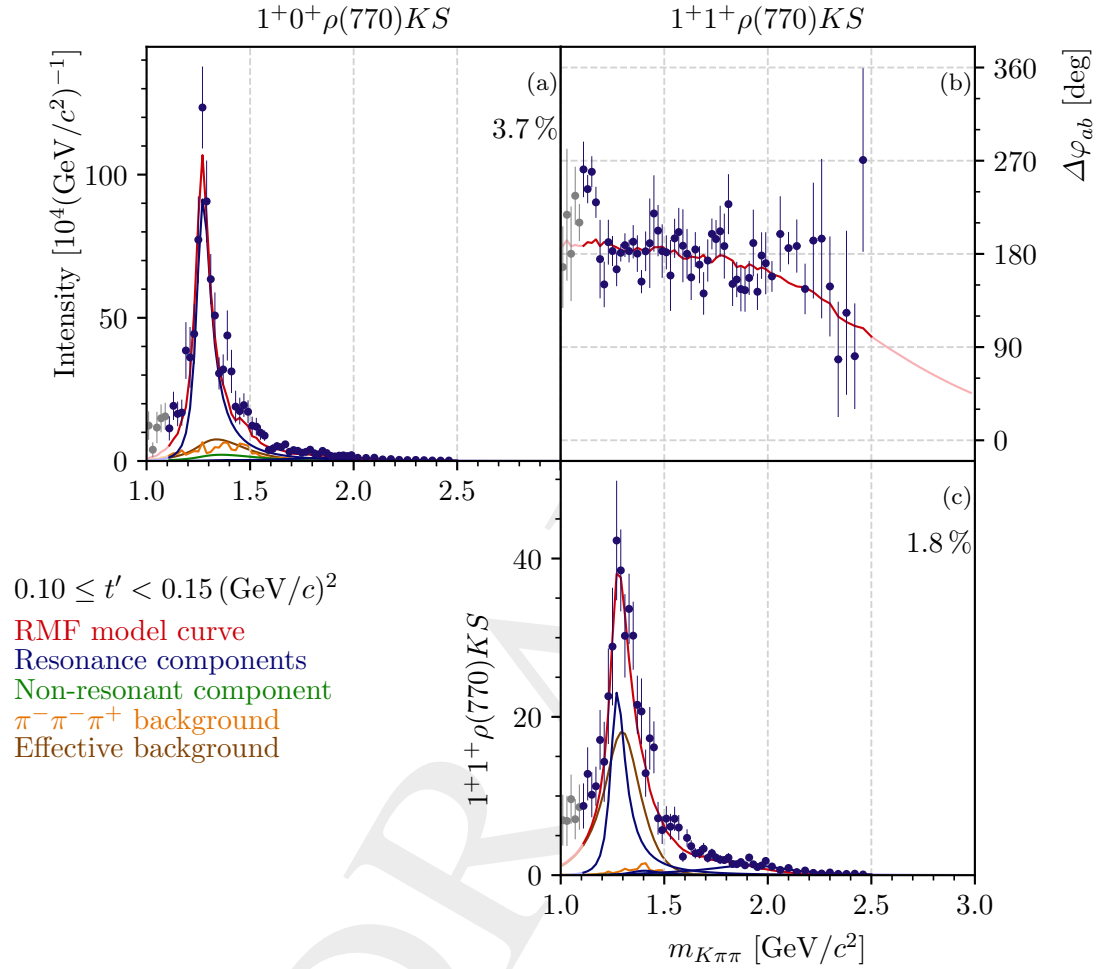 1⁺0⁺ρ(770)KS
1⁺1⁺ρ(770)KS
Intensity [10⁴(GeV/c²)⁻¹]
(a)
3.7 %
100
50
0
1.0 1.5 2.0 2.5
(b)
Δφ_ab [deg]
360
270
180
90
0
0.10 ≤ t′ < 0.15 (GeV/c)²
RMF model curve
Resonance components
Non-resonant component
π⁻π⁻π⁺ background
Effective background
1⁺1⁺ρ(770)KS
(c)
1.8 %
40
20
0
1.0 1.5 2.0 2.5 3.0
m_Kππ [GeV/c²]